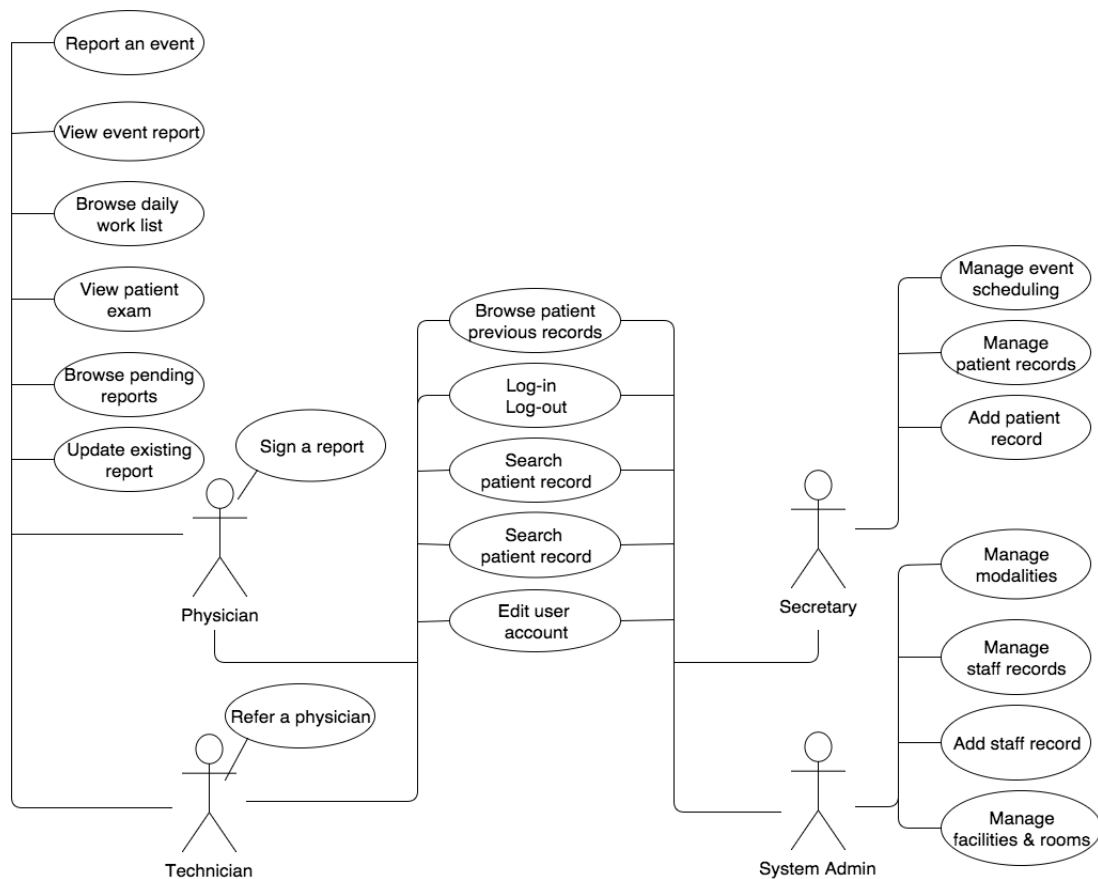 Report an event
View event report
Browse daily
work list
View patient
exam
Browse pending
reports
Update existing
report
Sign a report
Physician
Refer a physician
Technician
Browse patient
previous records
Log-in
Log-out
Search
patient record
Search
patient record
Edit user
account
Manage event
scheduling
Manage
patient records
Add patient
record
Secretary
Manage
modalities
Manage
staff records
Add staff record
Manage
facilities & rooms
System Admin